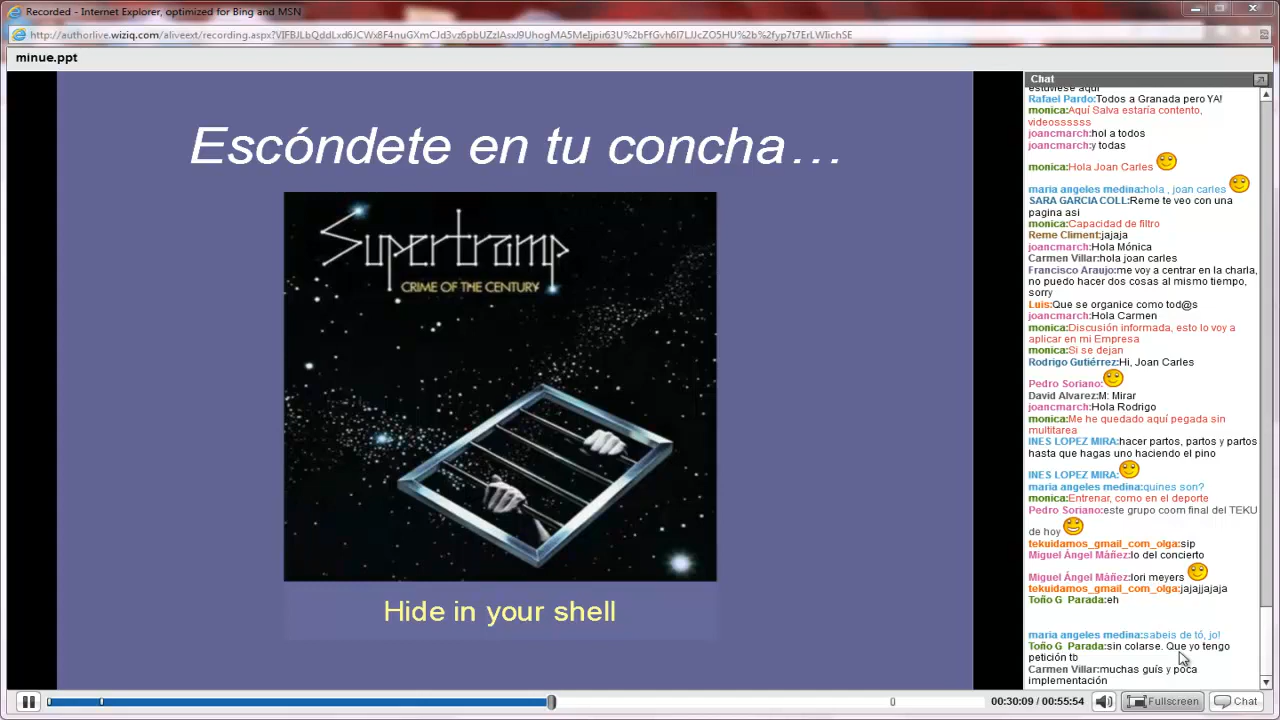 Recorded - Internet Explorer, optimized for Bing and MSN
minue.ppt
Escóndete en tu concha…
Supertramp
CRIME OF THE CENTURY
Hide in your shell
Chat
estuviese aquí
Rafael Pardo:Todos a Granada pero YA!
monica:Aquí Salva estaría contento,
videosssssss
joancmarch:hol a todos
joancmarch:y todas
monica:Hola Joan Carles
maria angeles medina:hola , joan carles
SARA GARCIA COLL:Reme te veo con una
pagina asi
monica:Capacidad de filtro
Reme Climent:jajaja
joancmarch:Hola Mónica
Carmen Villar:hola joan carles
Francisco Araujo:me voy a centrar en la charla,
no puedo hacer dos cosas al mismo tiempo,
sorry
Luis:Que se organice como tod@s
joancmarch:Hola Carmen
monica:Discusión informada, esto lo voy a
aplicar en mi Empresa
monica:Si se dejan
Rodrigo Gutiérrez:Hi, Joan Carles
Pedro Soriano:
David Alvarez:M: Mirar
joancmarch:Hola Rodrigo
monica:Me he quedado aquí pegada sin
multitarea
INES LOPEZ MIRA:hacer partos, partos y partos
hasta que hagas uno haciendo el pino
INES LOPEZ MIRA:
maria angeles medina:quines son?
monica:Entrenar, como en el deporte
Pedro Soriano:este grupo coom final del TEKU
de hoy
tekuidamos_gmail_com_olga:sip
Miguel Ángel Máñez:lo del concierto
Miguel Ángel Máñez:lori meyers
tekuidamos_gmail_com_olga:jajajjajaja
Toño G Parada:eh
maria angeles medina:sabeis de tó, jo!
Toño G Parada:sin colarse. Que yo tengo
petición tb
Carmen Villar:muchas guís y poca
implementación
00:30:09 / 00:55:54
Fullscreen
Chat